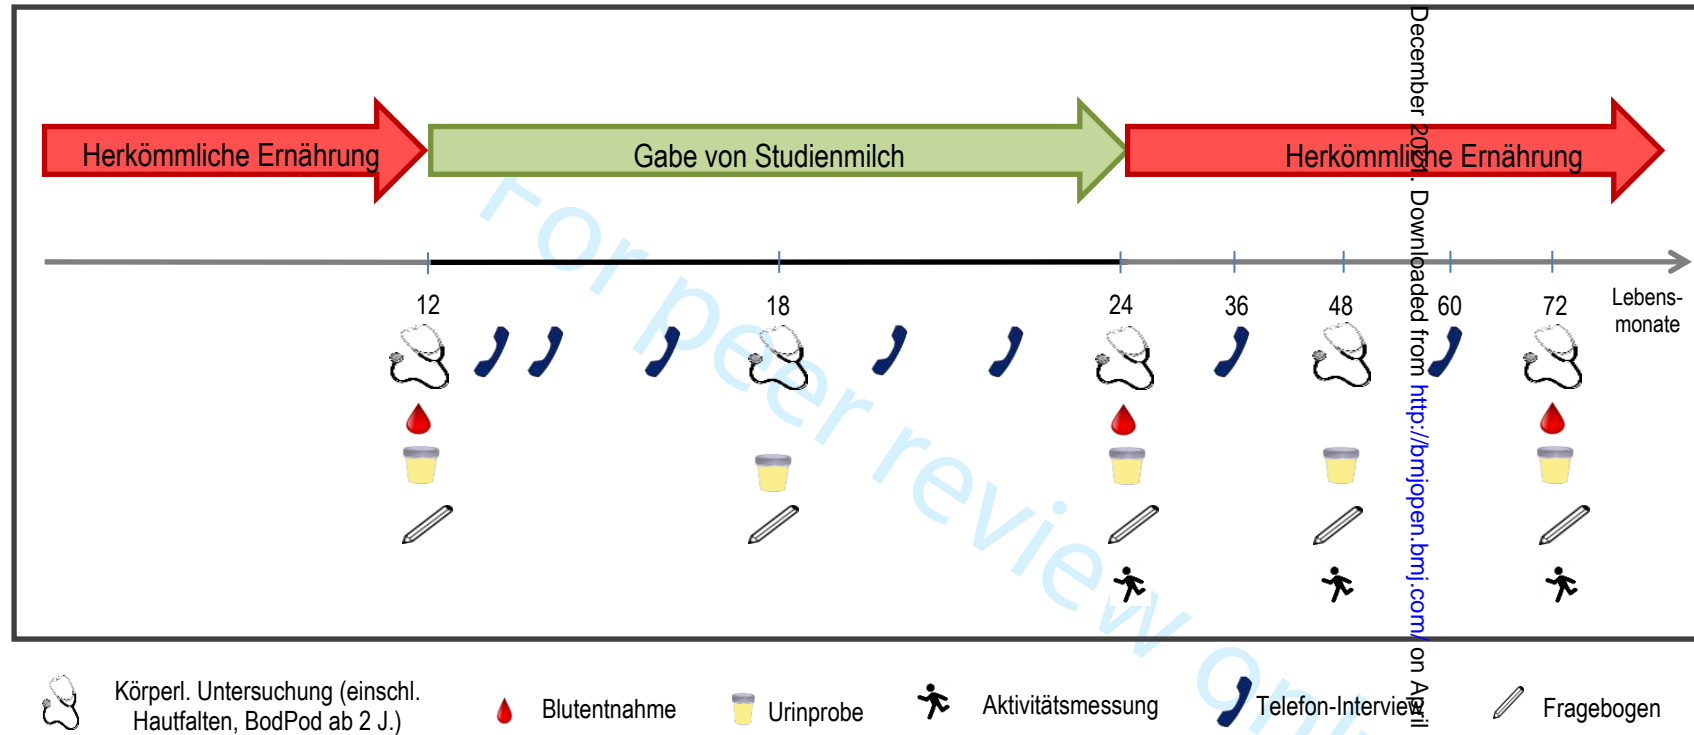 Herkömmliche Ernährung
Gabe von Studienmilch
Herkömmliche Ernährung
12
18
24
36
48
60
72
Lebens-
monate
Körperl. Untersuchung (einschl.
Hautfalten, BodPod ab 2 J.)
Blutentnahme
Urinprobe
Aktivitätsmessung
Telefon-Interview
Fragebogen
For peer review only
December 2021. Downloaded from http://bmjopen.bmj.com/ on April